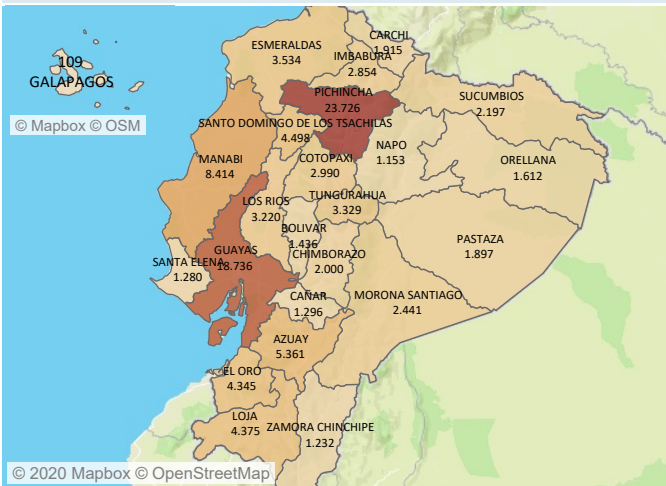 CARCHI
1.915
ESMERALDAS
3.534
IMBABURA
2.854
109
GALAPAGOS
PICHINCHA
23.726
SUCUMBIOS
2.197
© Mapbox © OSM
SANTO DOMINGO DE LOS TSACHILAS
4.498
NAPO
1.153
MANABI
8.414
COTOPAXI
2.990
ORELLANA
1.612
TUNGURAHUA
3.329
LOS RIOS
3.220
BOLIVAR
1.436
PASTAZA
1.897
GUAYAS
18.736
CHIMBORAZO
2.000
SANTA ELENA
1.280
CAÑAR
1.296
MORONA SANTIAGO
2.441
AZUAY
5.361
EL ORO
4.345
LOJA
4.375
ZAMORA CHINCHIPE
1.232
© 2020 Mapbox © OpenStreetMap